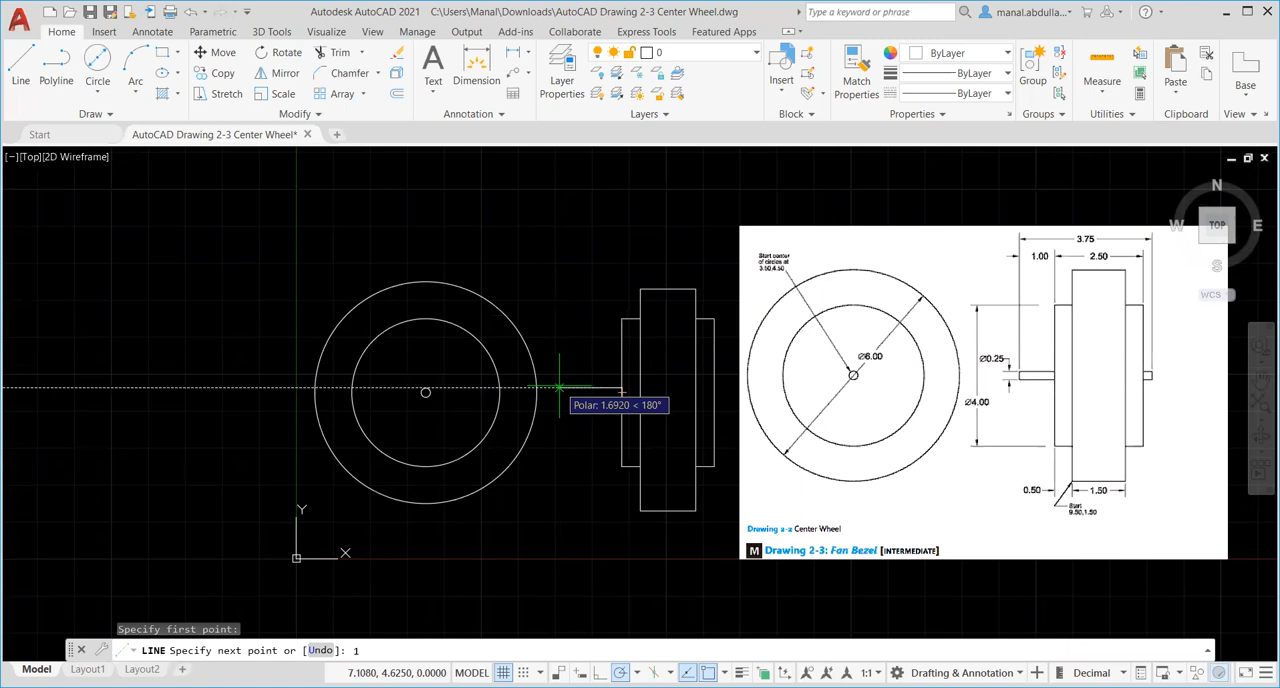 Autodesk AutoCAD 2021 C:\Users\Manal\Downloads\AutoCAD Drawing 2-3 Center Wheel.dwg
Type a keyword or phrase
manal.abdulla...
Home Insert Annotate Parametric 3D Tools Visualize View Manage Output Add-ins Collaborate Express Tools Featured Apps
Line Polyline Circle Arc
Move Rotate Trim
Copy Mirror Chamfer
Stretch Scale Array
Text Dimension
Layer Properties
0
Insert
Match Properties
ByLayer
ByLayer
ByLayer
Group
Measure
Paste
Base
Draw Modify Annotation Layers Block Properties Groups Utilities Clipboard View
Start AutoCAD Drawing 2-3 Center Wheel*
[−][Top][2D Wireframe]
N
W TOP E
S
WCS
Start center
of circles at
3.50,4.50
3.75
1.00 2.50
Ø6.00
Ø0.25
Ø4.00
0.50 1.50
Start
9.50,1.50
Drawing 2-2 Center Wheel
M Drawing 2-3: Fan Bezel [INTERMEDIATE]
Polar: 1.6920 < 180°
Y
X
Specify first point:
LINE Specify next point or [Undo]: 1
Model Layout1 Layout2
7.1080, 4.6250, 0.0000 MODEL 1:1 Drafting & Annotation Decimal